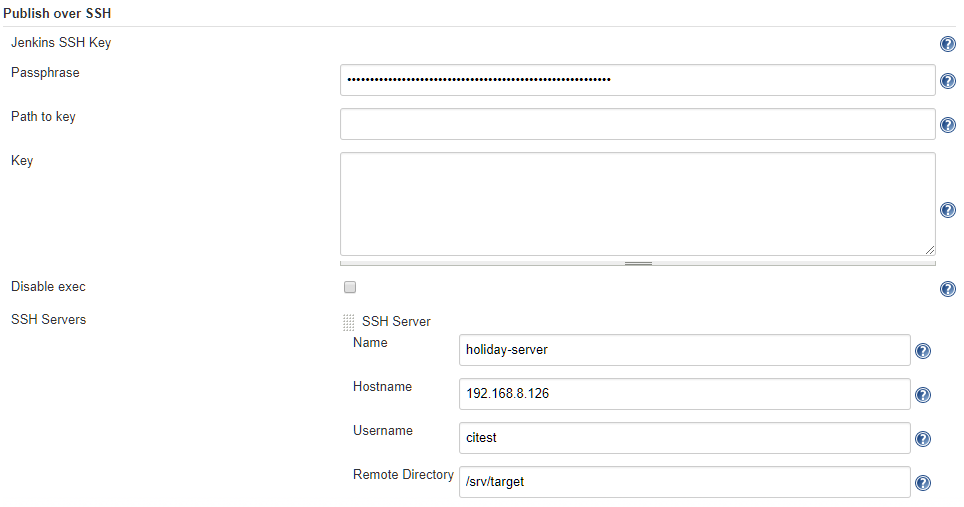 Publish over SSH
Jenkins SSH Key
Passphrase
Path to key
Key
Disable exec
SSH Servers
SSH Server
Name holiday-server
Hostname 192.168.8.126
Username citest
Remote Directory /srv/target